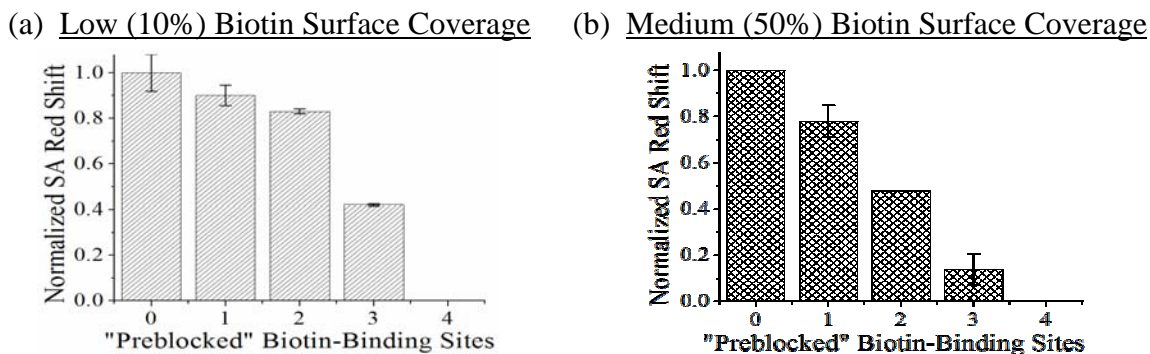 (a) Low (10%) Biotin Surface Coverage
Normalized SA Red Shift
1.0
0.8
0.6
0.4
0.2
0.0
0 1 2 3 4
"Preblocked" Biotin-Binding Sites
(b) Medium (50%) Biotin Surface Coverage
Normalized SA Red Shift
1.0
0.8
0.6
0.4
0.2
0.0
0 1 2 3 4
"Preblocked" Biotin-Binding Sites